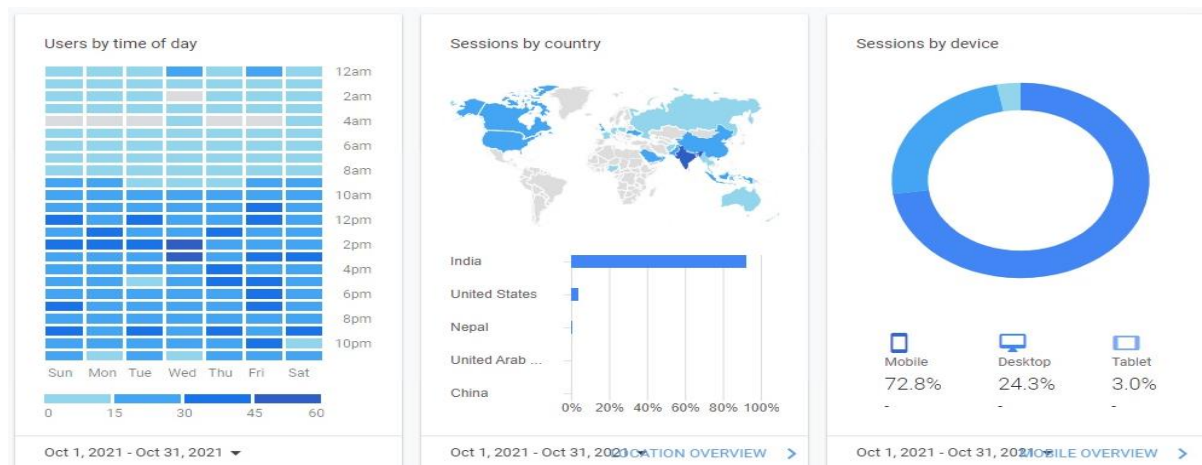 Users by time of day
12am
2am
4am
6am
8am
10am
12pm
2pm
4pm
6pm
8pm
10pm
Sun Mon Tue Wed Thu Fri Sat
0 15 30 45 60
Oct 1, 2021 - Oct 31, 2021
Sessions by country
India
United States
Nepal
United Arab ...
China
0% 20% 40% 60% 80% 100%
Oct 1, 2021 - Oct 31, 2021 LOCATION OVERVIEW >
Sessions by device
Mobile Desktop Tablet
72.8% 24.3% 3.0%
- - -
Oct 1, 2021 - Oct 31, 2021 MOBILE OVERVIEW >